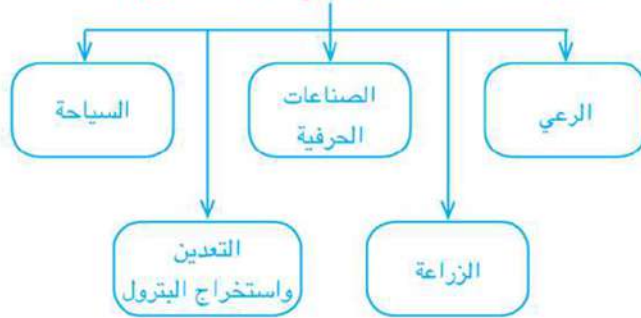 الرعي
الصناعات
الحرفية
السياحة
الزراعة
التعدين
واستخراج البترول